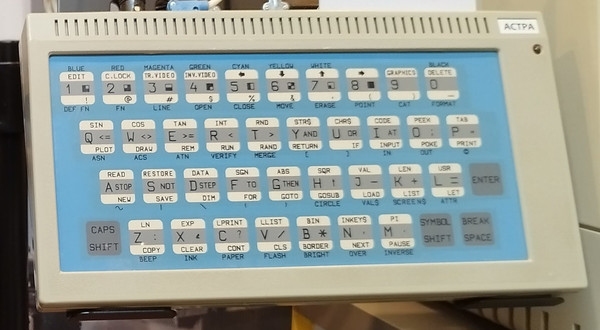 АСТРА
BLUE RED MAGENTA GREEN CYAN YELLOW WHITE BLACK
EDIT C.LOCK TR.VIDEO INV.VIDEO GRAPHICS DELETE
1 2 3 4 5 6 7 8 9 0
! @ # $ % & ' ( ) _
DEF FN FN LINE OPEN CLOSE MOVE ERASE POINT CAT FORMAT
SIN COS TAN INT RND STR$ CHR$ CODE PEEK TAB
Q <= W <> E >= R < T > Y AND U OR I AT O ; P "
PLOT DRAW REM RUN RAND RETURN IF INPUT POKE PRINT
ASN ACS ATN VERIFY MERGE [ ] IN OUT ©
READ RESTORE DATA SGN ABS SQR VAL LEN USR
A STOP S NOT D STEP F TO G THEN H ↑ J - K + L = ENTER
NEW SAVE DIM FOR GOTO GOSUB LOAD LIST LET
~ | \ { } CIRCLE VAL$ SCREEN$ ATTR
LN EXP LPRINT LLIST BIN INKEY$ PI
CAPS SHIFT Z : X £ C ? V / B * N , M . SYMBOL SHIFT BREAK SPACE
COPY CLEAR CONT CLS BORDER NEXT PAUSE
BEEP INK PAPER FLASH BRIGHT OVER INVERSE